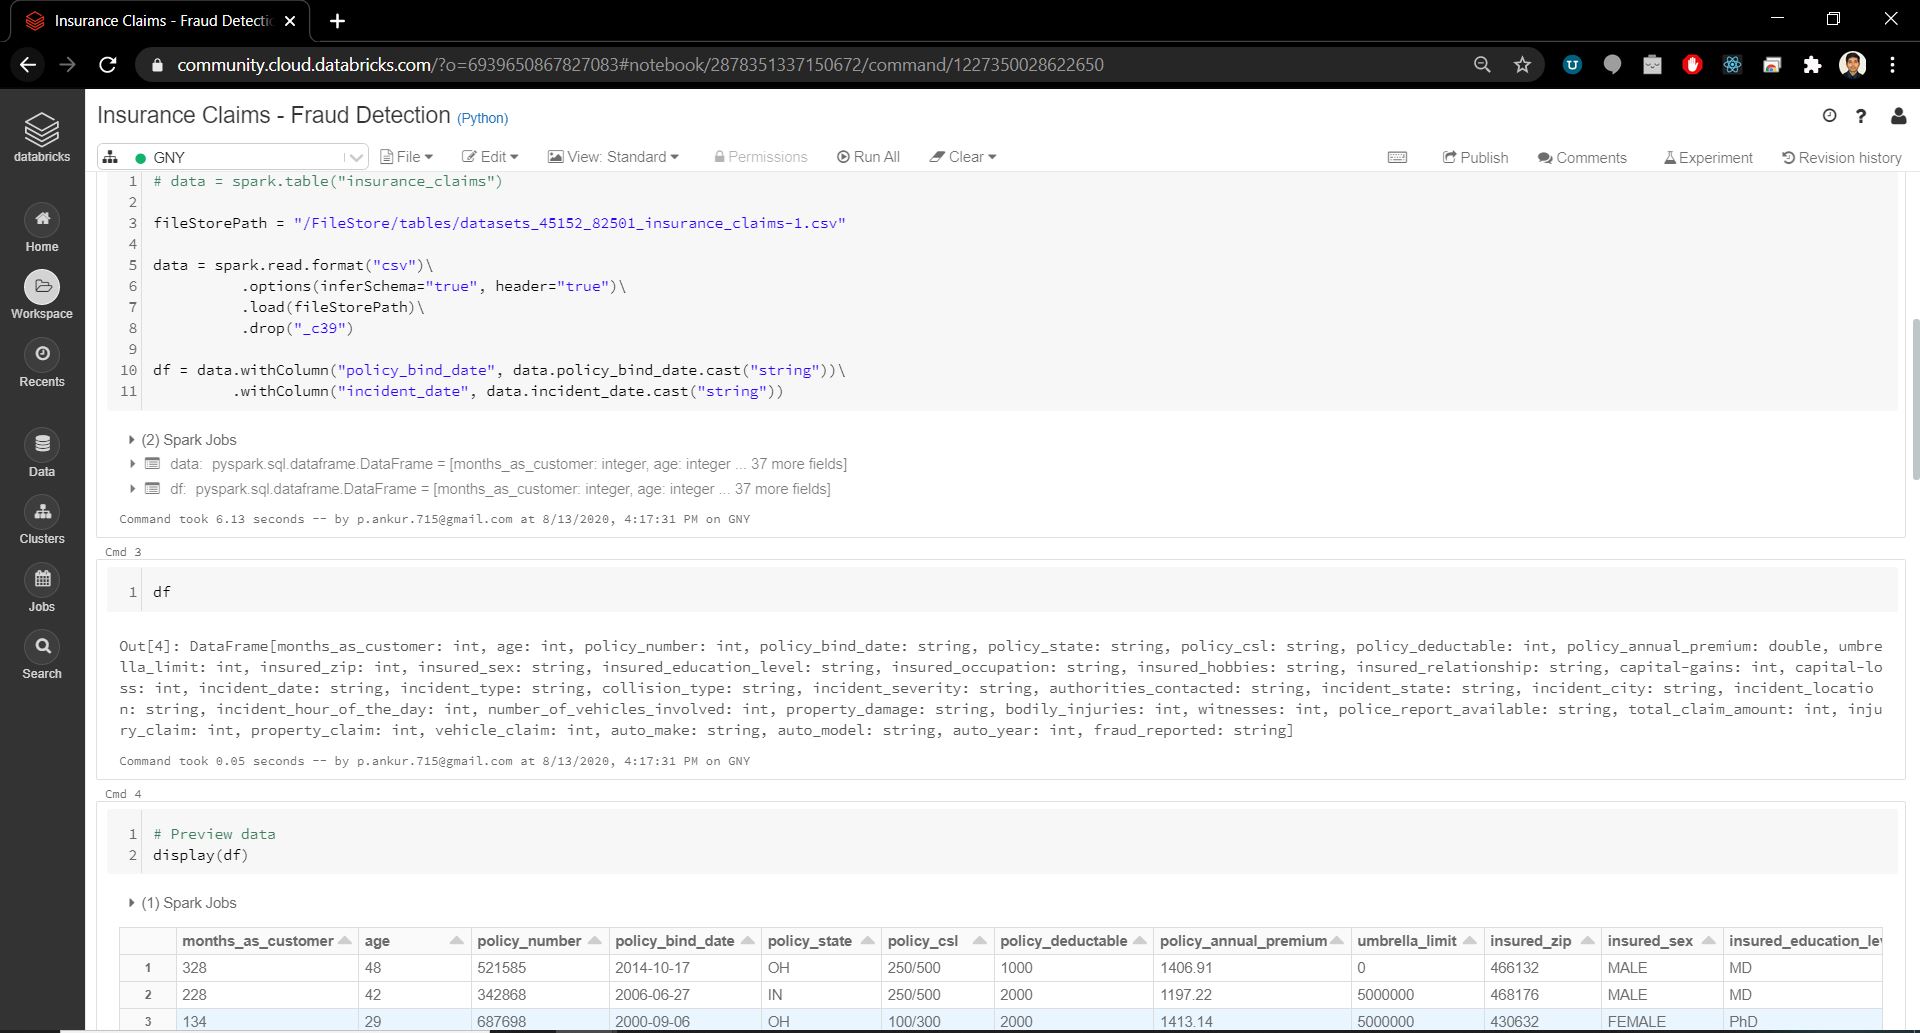 Insurance Claims - Fraud Detectic
community.cloud.databricks.com/?o=6939650867827083#notebook/2878351337150672/command/1227350028622650
databricks
Home
Workspace
Recents
Data
Clusters
Jobs
Search
Insurance Claims - Fraud Detection (Python)
GNY File Edit View: Standard Permissions Run All Clear Publish Comments Experiment Revision history
1 # data = spark.table("insurance_claims")
2
3 fileStorePath = "/FileStore/tables/datasets_45152_82501_insurance_claims-1.csv"
4
5 data = spark.read.format("csv")\
6 .options(inferSchema="true", header="true")\
7 .load(fileStorePath)\
8 .drop("_c39")
9
10 df = data.withColumn("policy_bind_date", data.policy_bind_date.cast("string"))\
11 .withColumn("incident_date", data.incident_date.cast("string"))
(2) Spark Jobs
data: pyspark.sql.dataframe.DataFrame = [months_as_customer: integer, age: integer ... 37 more fields]
df: pyspark.sql.dataframe.DataFrame = [months_as_customer: integer, age: integer ... 37 more fields]
Command took 6.13 seconds -- by p.ankur.715@gmail.com at 8/13/2020, 4:17:31 PM on GNY
Cmd 3
1 df
Out[4]: DataFrame[months_as_customer: int, age: int, policy_number: int, policy_bind_date: string, policy_state: string, policy_csl: string, policy_deductable: int, policy_annual_premium: double, umbre
lla_limit: int, insured_zip: int, insured_sex: string, insured_education_level: string, insured_occupation: string, insured_hobbies: string, insured_relationship: string, capital-gains: int, capital-lo
ss: int, incident_date: string, incident_type: string, collision_type: string, incident_severity: string, authorities_contacted: string, incident_state: string, incident_city: string, incident_locatio
n: string, incident_hour_of_the_day: int, number_of_vehicles_involved: int, property_damage: string, bodily_injuries: int, witnesses: int, police_report_available: string, total_claim_amount: int, inju
ry_claim: int, property_claim: int, vehicle_claim: int, auto_make: string, auto_model: string, auto_year: int, fraud_reported: string]
Command took 0.05 seconds -- by p.ankur.715@gmail.com at 8/13/2020, 4:17:31 PM on GNY
Cmd 4
1 # Preview data
2 display(df)
(1) Spark Jobs
months_as_customer age policy_number policy_bind_date policy_state policy_csl policy_deductable policy_annual_premium umbrella_limit insured_zip insured_sex insured_education_lev
1 328 48 521585 2014-10-17 OH 250/500 1000 1406.91 0 466132 MALE MD
2 228 42 342868 2006-06-27 IN 250/500 2000 1197.22 5000000 468176 MALE MD
3 134 29 687698 2000-09-06 OH 100/300 2000 1413.14 5000000 430632 FEMALE PhD